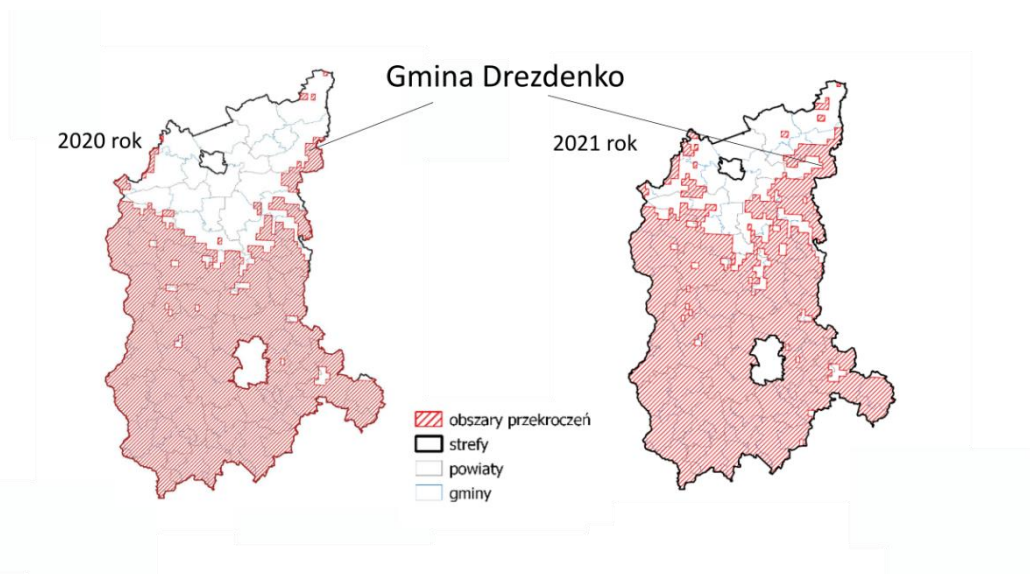 Gmina Drezdenko
2020 rok
2021 rok
obszary przekroczeń
strefy
powiaty
gminy